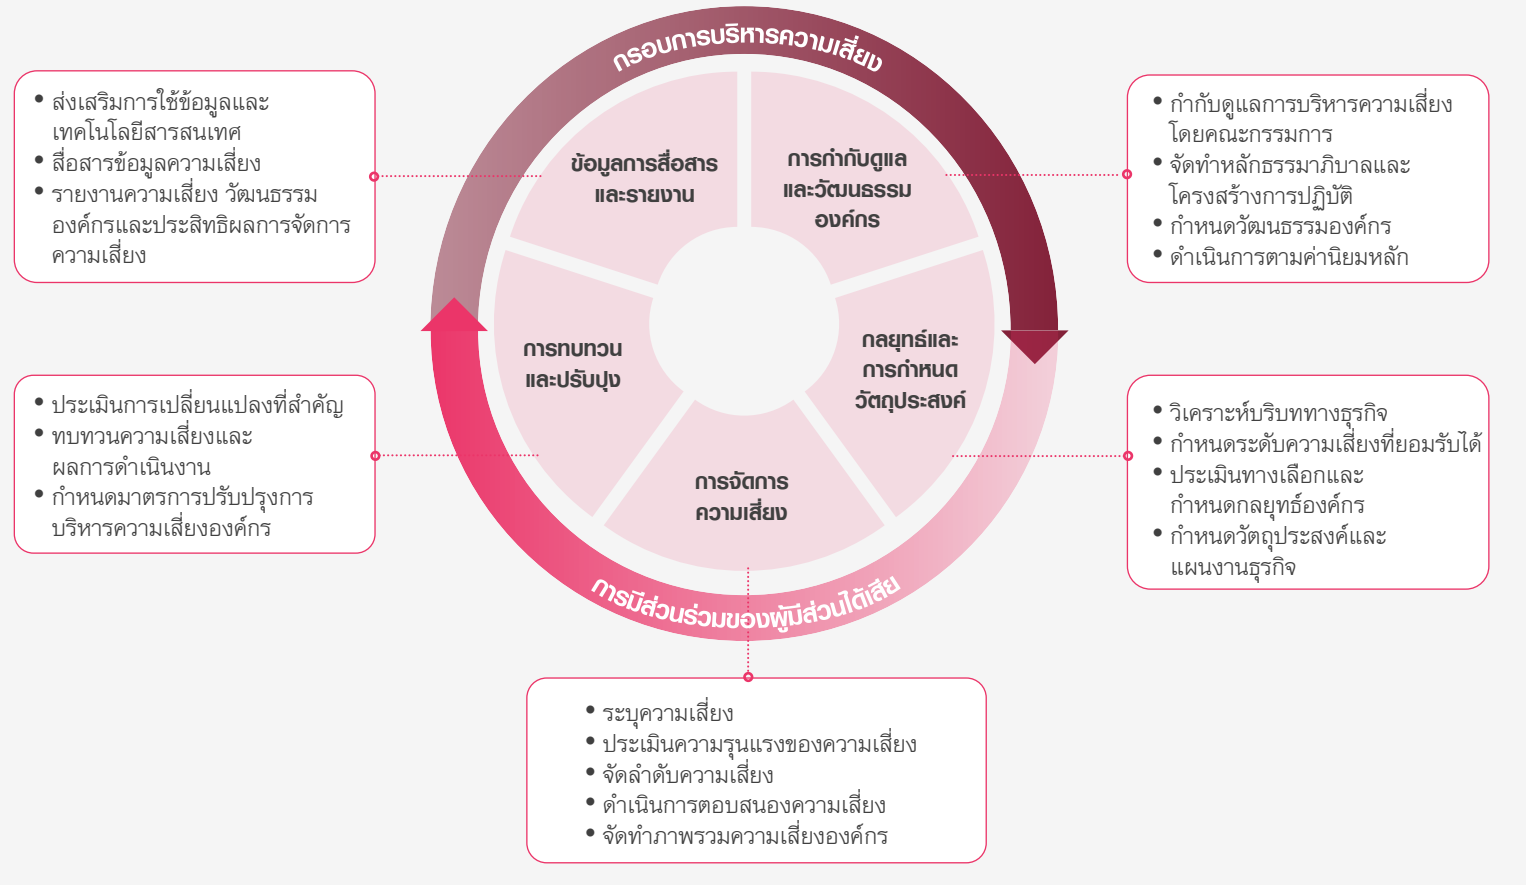 กรอบการบริหารความเสี่ยง
• ส่งเสริมการใช้ข้อมูลและ
เทคโนโลยีสารสนเทศ
• สื่อสารข้อมูลความเสี่ยง
• รายงานความเสี่ยง วัฒนธรรม
องค์กรและประสิทธิผลการจัดการ
ความเสี่ยง
ข้อมูลการสื่อสาร
และรายงาน
การกำกับดูแล
และวัฒนธรรม
องค์กร
• กำกับดูแลการบริหารความเสี่ยง
โดยคณะกรรมการ
• จัดทำหลักธรรมาภิบาลและ
โครงสร้างการปฏิบัติ
• กำหนดวัฒนธรรมองค์กร
• ดำเนินการตามค่านิยมหลัก
• ประเมินการเปลี่ยนแปลงที่สำคัญ
• ทบทวนความเสี่ยงและ
ผลการดำเนินงาน
• กำหนดมาตรการปรับปรุงการ
บริหารความเสี่ยงองค์กร
การทบทวน
และปรับปุง
กลยุทธ์และ
การกำหนด
วัตถุประสงค์
• วิเคราะห์บริบททางธุรกิจ
• กำหนดระดับความเสี่ยงที่ยอมรับได้
• ประเมินทางเลือกและ
กำหนดกลยุทธ์องค์กร
• กำหนดวัตถุประสงค์และ
แผนงานธุรกิจ
การจัดการ
ความเสี่ยง
การมีส่วนร่วมของผู้มีส่วนได้เสีย
• ระบุความเสี่ยง
• ประเมินความรุนแรงของความเสี่ยง
• จัดลำดับความเสี่ยง
• ดำเนินการตอบสนองความเสี่ยง
• จัดทำภาพรวมความเสี่ยงองค์กร